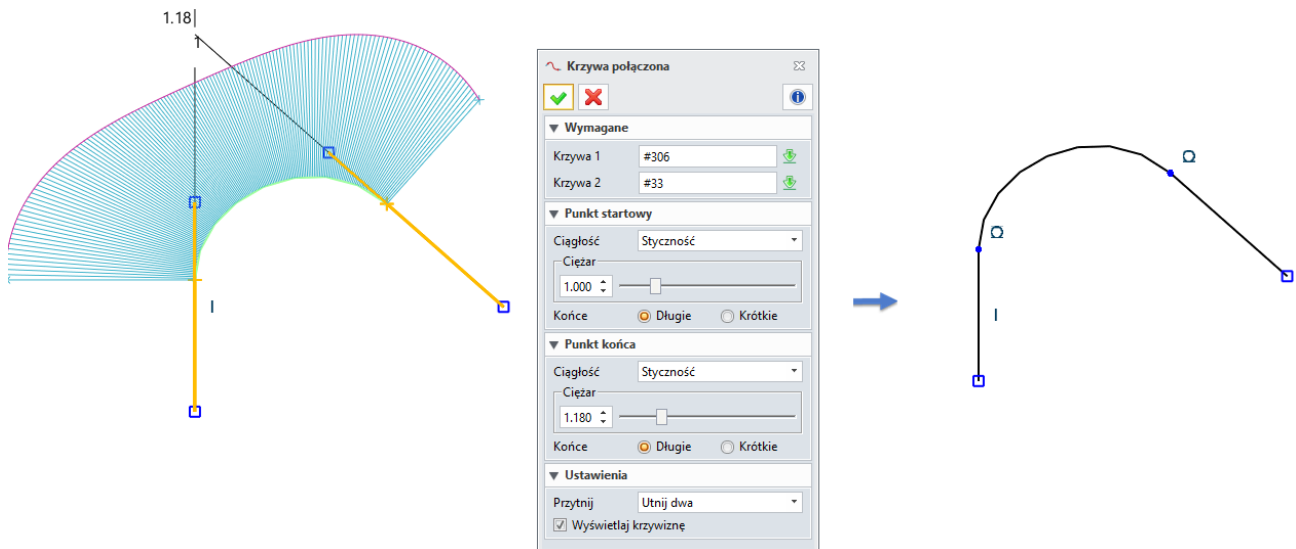 1.18
1
I
Krzywa połączona
Wymagane
Krzywa 1 #306
Krzywa 2 #33
Punkt startowy
Ciągłość Styczność
Ciężar
1.000
Końce Długie Krótkie
Punkt końca
Ciągłość Styczność
Ciężar
1.180
Końce Długie Krótkie
Ustawienia
Przytnij Utnij dwa
Wyświetlaj krzywiznę
I